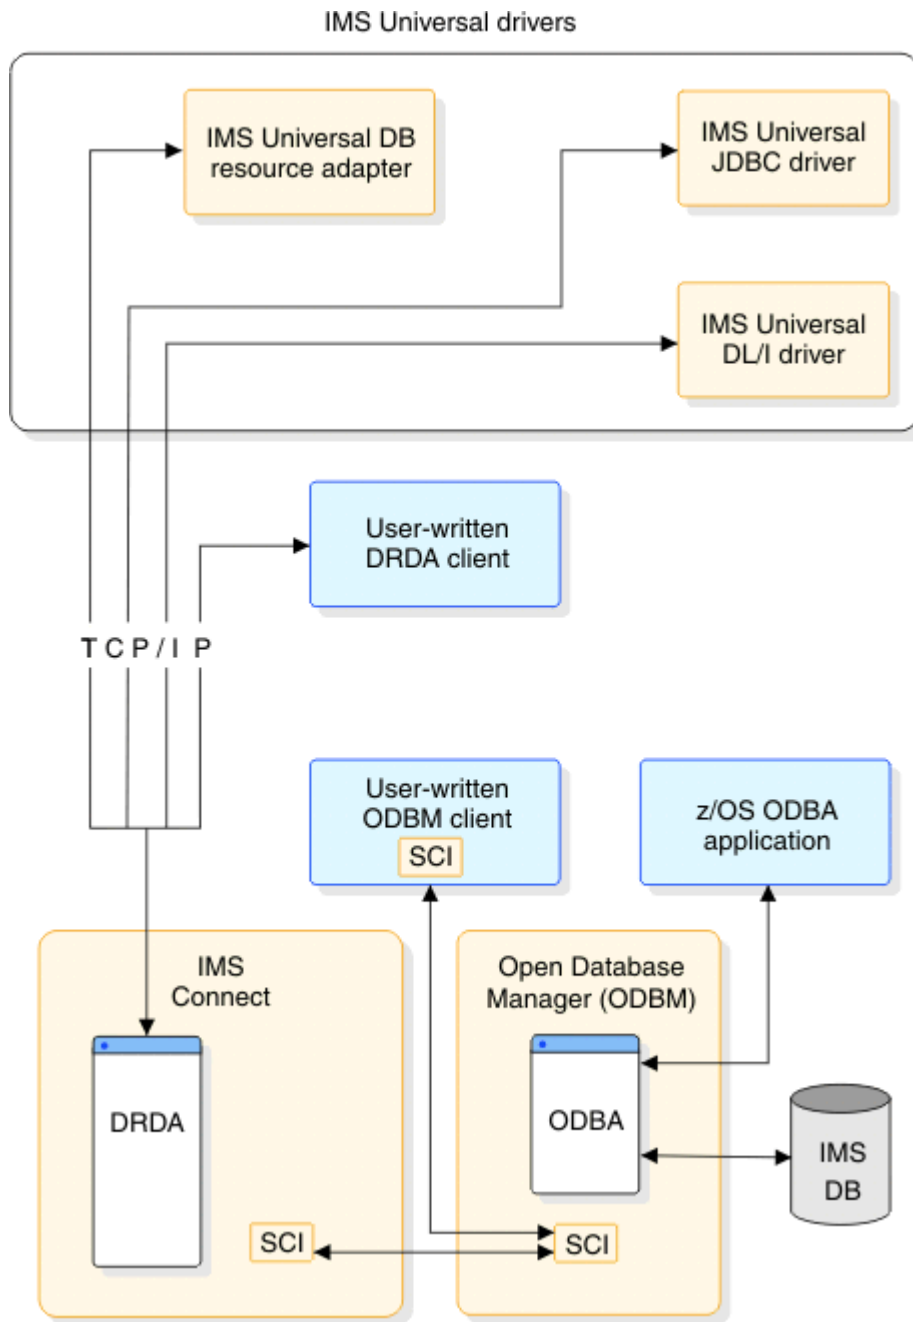 IMS Universal drivers
IMS Universal DB
resource adapter
IMS Universal
JDBC driver
IMS Universal
DL/I driver
User-written
DRDA client
T C P / I P
User-written
ODBM client
SCI
z/OS ODBA
application
IMS
Connect
DRDA
SCI
Open Database
Manager (ODBM)
ODBA
SCI
IMS
DB